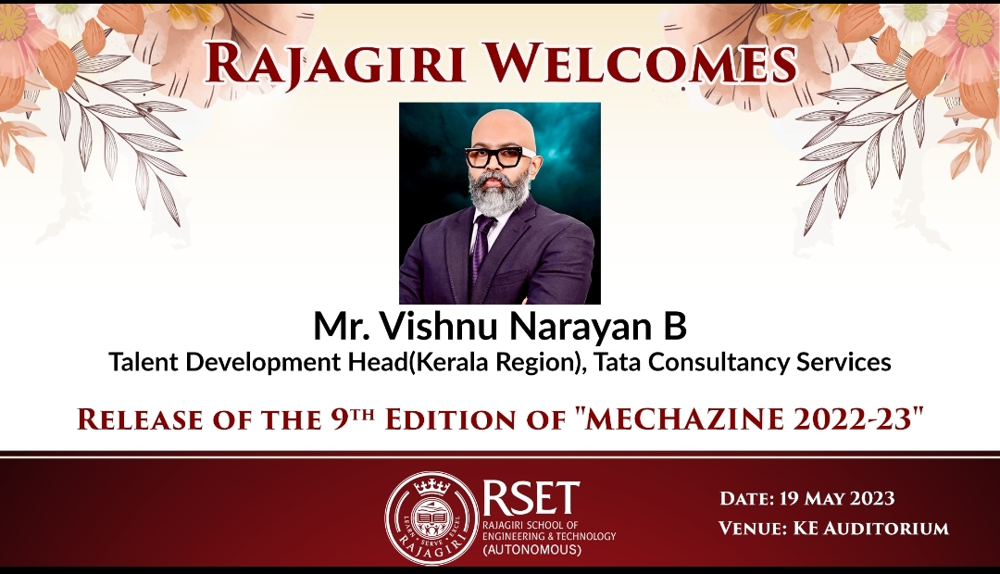 RAJAGIRI WELCOMES
Mr. Vishnu Narayan B
Talent Development Head(Kerala Region), Tata Consultancy Services
RELEASE OF THE 9TH EDITION OF "MECHAZINE 2022-23"
LEARN • SERVE • EXCEL
RAJAGIRI
RSET
RAJAGIRI SCHOOL OF
ENGINEERING & TECHNOLOGY
(AUTONOMOUS)
DATE: 19 MAY 2023
VENUE: KE AUDITORIUM